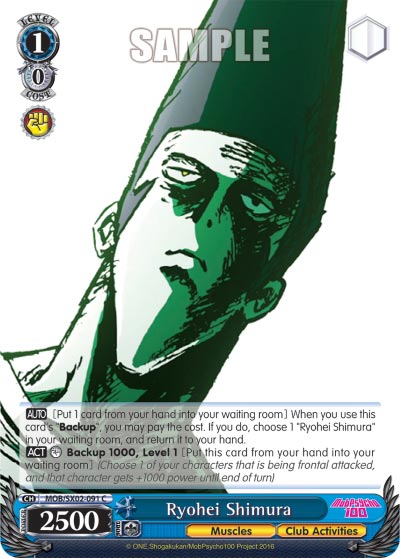 LEVEL
1
SAMPLE
0
COST
AUTO [Put 1 card from your hand into your waiting room] When you use this
card's "Backup", you may pay the cost. If you do, choose 1 "Ryohei Shimura"
in your waiting room, and return it to your hand.
ACT Backup 1000, Level 1 [Put this card from your hand into your
waiting room] (Choose 1 of your characters that is being frontal attacked,
and that character gets +1000 power until end of turn)
CH MOB/SX02-091 C
POWER
2500
Ryohei Shimura
MobPsycho
100
Muscles
Club Activities
© ONE,Shogakukan/MobPsycho100 Project 2016